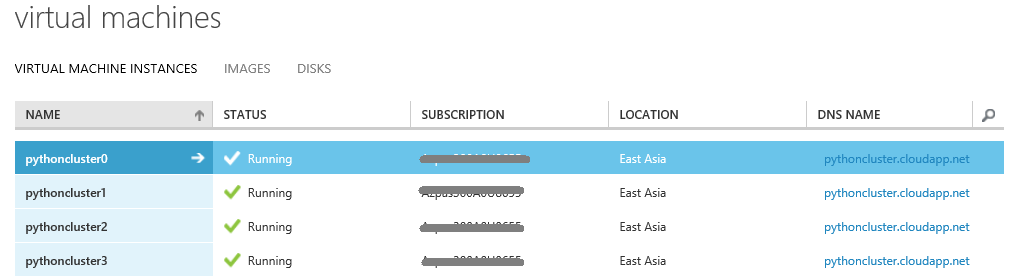 virtual machines
VIRTUAL MACHINE INSTANCES IMAGES DISKS
NAME STATUS SUBSCRIPTION LOCATION DNS NAME
pythoncluster0 Running East Asia pythoncluster.cloudapp.net
pythoncluster1 Running East Asia pythoncluster.cloudapp.net
pythoncluster2 Running East Asia pythoncluster.cloudapp.net
pythoncluster3 Running East Asia pythoncluster.cloudapp.net